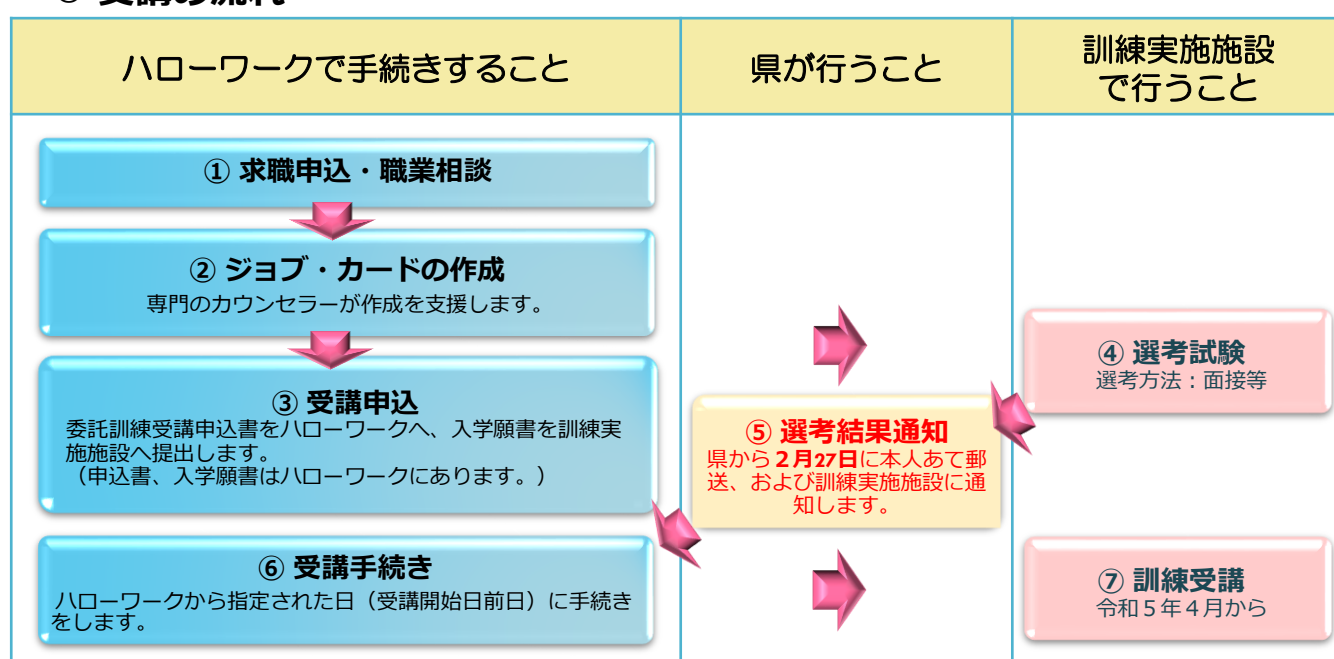 ハローワークで手続きすること
県が行うこと
訓練実施施設
で行うこと
① 求職申込・職業相談
② ジョブ・カードの作成
専門のカウンセラーが作成を支援します。
③ 受講申込
委託訓練受講申込書をハローワークへ、入学願書を訓練実
施施設へ提出します。
（申込書、入学願書はハローワークにあります。）
④ 選考試験
選考方法：面接等
⑤ 選考結果通知
県から２月27日に本人あて郵
送、および訓練実施施設に通
知します。
⑥ 受講手続き
ハローワークから指定された日（受講開始日前日）に手続き
をします。
⑦ 訓練受講
令和５年４月から